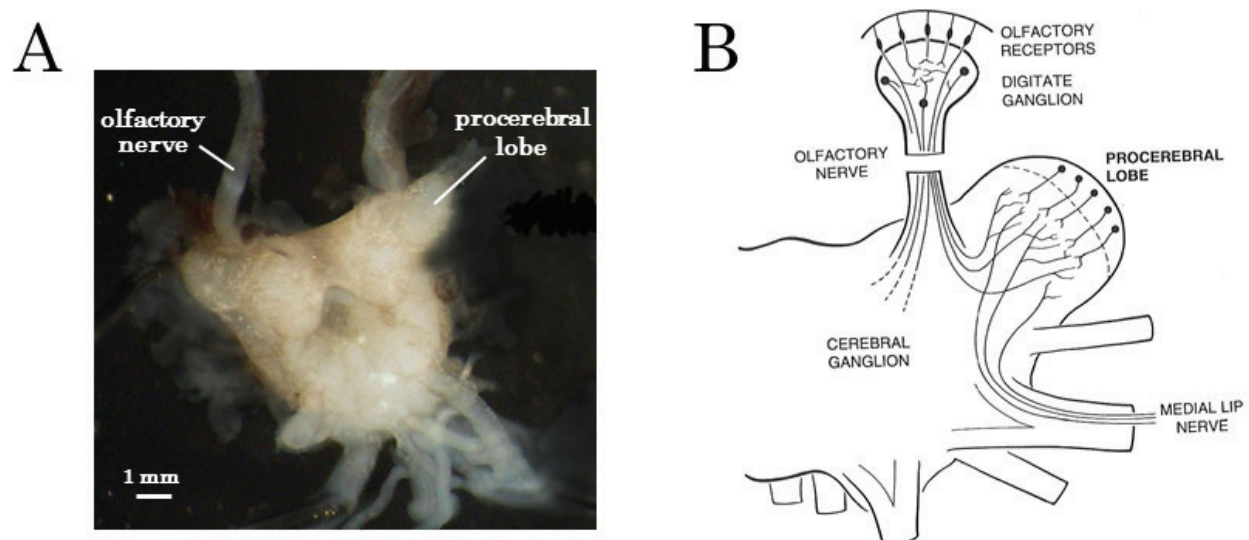 A
olfactory
nerve
procerebral
lobe
1 mm
B
OLFACTORY
RECEPTORS
DIGITATE
GANGLION
OLFACTORY
NERVE
PROCEREBRAL
LOBE
CEREBRAL
GANGLION
MEDIAL LIP
NERVE